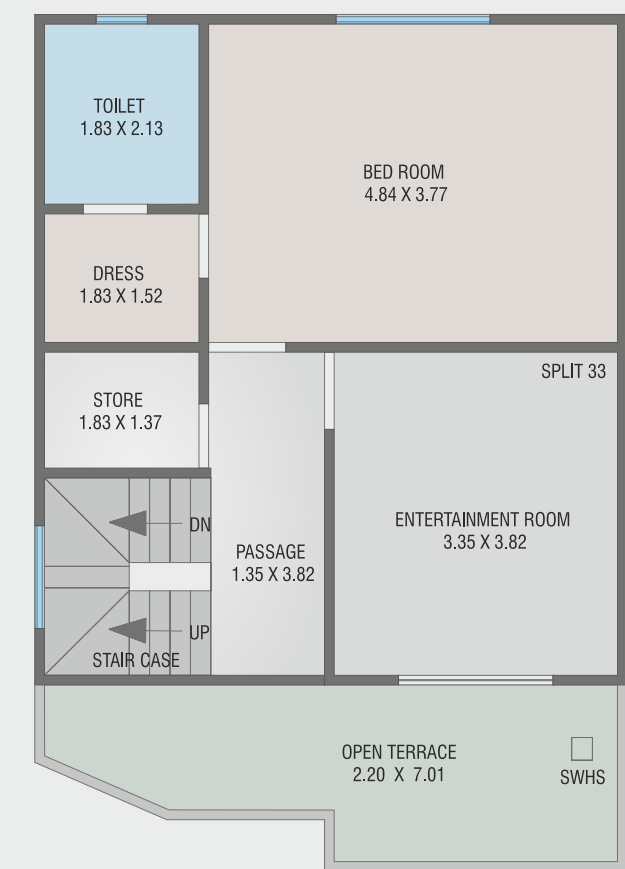 TOILET
1.83 X 2.13
BED ROOM
4.84 X 3.77
DRESS
1.83 X 1.52
STORE
1.83 X 1.37
SPLIT 33
ENTERTAINMENT ROOM
3.35 X 3.82
DN
PASSAGE
1.35 X 3.82
UP
STAIR CASE
OPEN TERRACE
2.20 X 7.01
SWHS